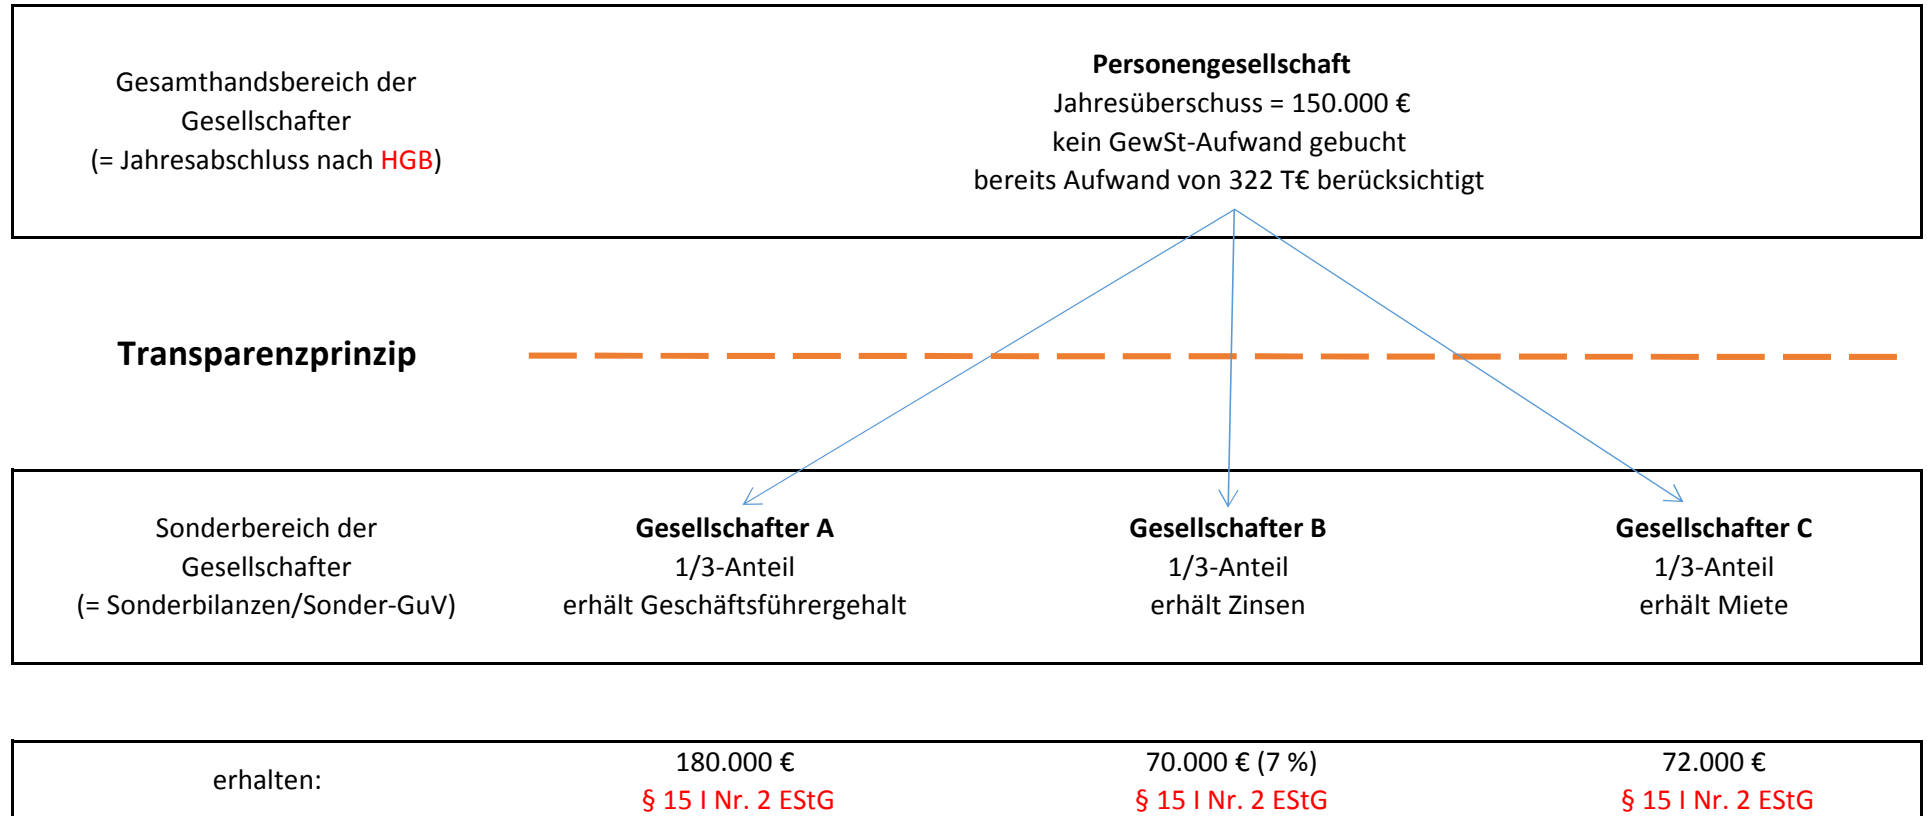 Gesamthandsbereich der
Gesellschafter
(= Jahresabschluss nach HGB)
Personengesellschaft
Jahresüberschuss = 150.000 €
kein GewSt-Aufwand gebucht
bereits Aufwand von 322 T€ berücksichtigt
Transparenzprinzip
Sonderbereich der
Gesellschafter
(= Sonderbilanzen/Sonder-GuV)
Gesellschafter A
1/3-Anteil
erhält Geschäftsführergehalt
Gesellschafter B
1/3-Anteil
erhält Zinsen
Gesellschafter C
1/3-Anteil
erhält Miete
erhalten:
180.000 €
§ 15 I Nr. 2 EStG
70.000 € (7 %)
§ 15 I Nr. 2 EStG
72.000 €
§ 15 I Nr. 2 EStG